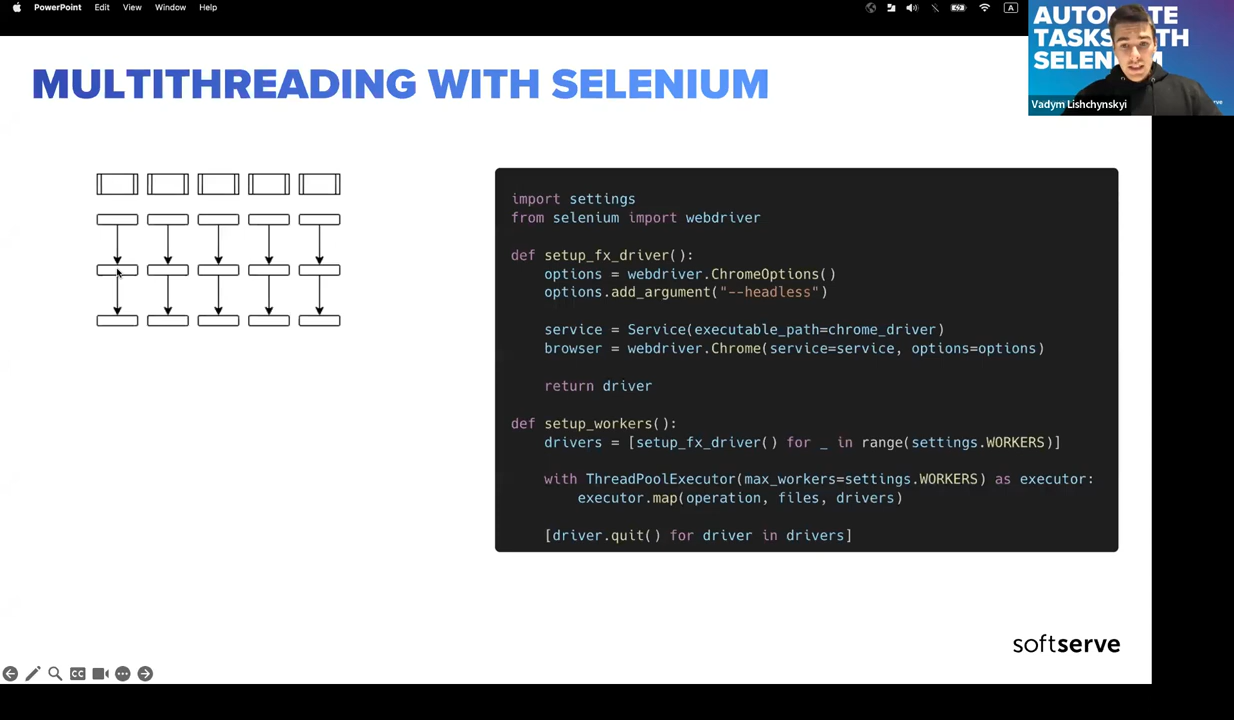 PowerPoint Edit View Window Help
A
MULTITHREADING WITH SELENIUM
SELEN
Vadym Lishchynskyi
import settings
from selenium import webdriver
def setup_fx_driver():
options = webdriver.ChromeOptions()
options.add_argument("--headless")
service = Service(executable_path=chrome_driver)
browser = webdriver.Chrome(service=service, options=options)
return driver
def setup_workers():
drivers = [setup_fx_driver() for _ in range(settings.WORKERS)]
with ThreadPoolExecutor(max_workers=settings.WORKERS) as executor:
executor.map(operation, files, drivers)
[driver.quit() for driver in drivers]
softserve
CC